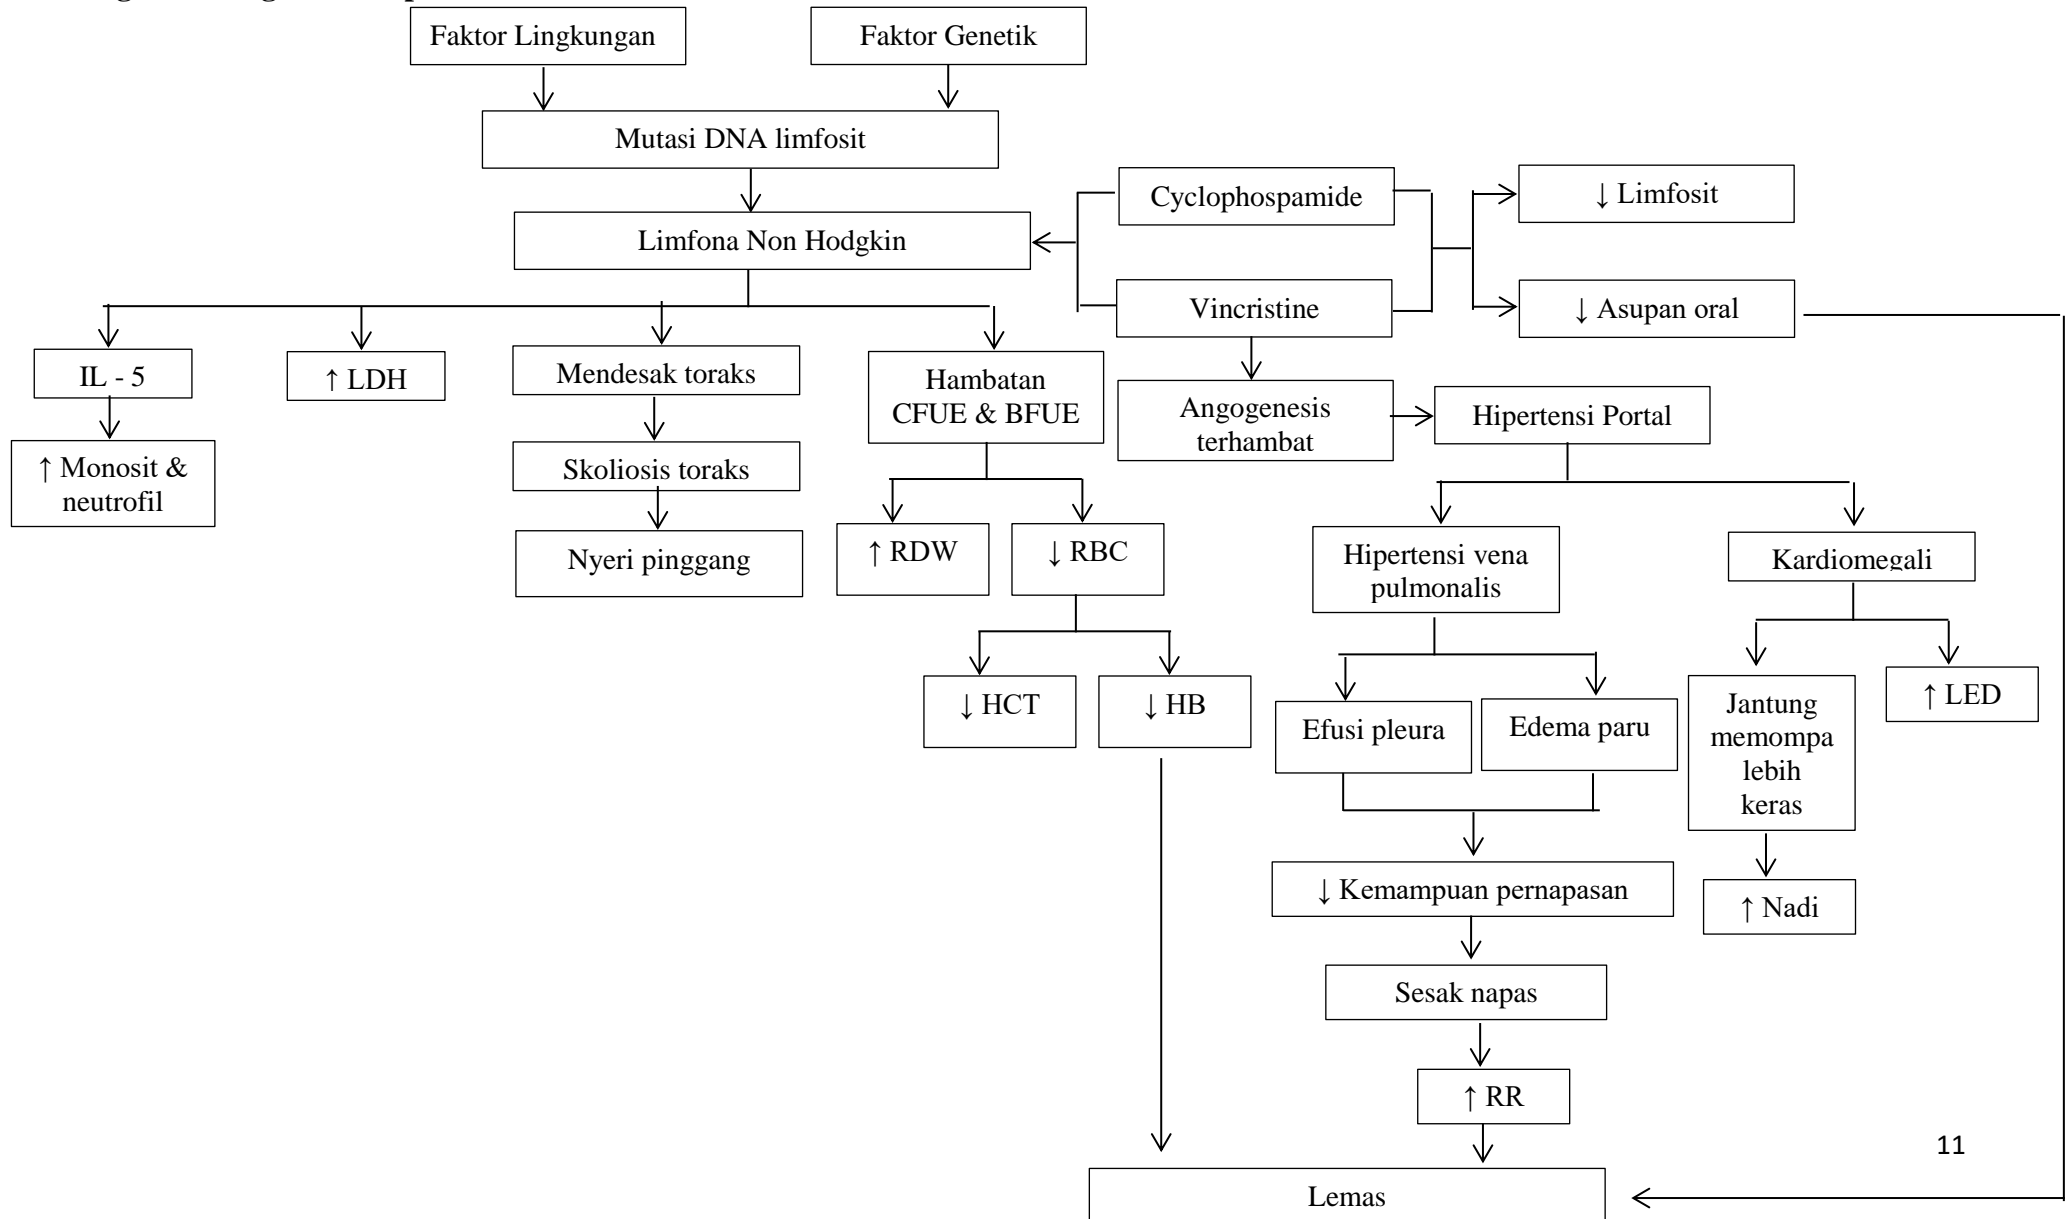 Faktor Lingkungan
Faktor Genetik
Mutasi DNA limfosit
Cyclophospamide
↓ Limfosit
Limfona Non Hodgkin
Vincristine
↓ Asupan oral
IL - 5
↑ LDH
Mendesak toraks
Hambatan
CFUE & BFUE
Angogenesis
terhambat
Hipertensi Portal
↑ Monosit &
neutrofil
Skoliosis toraks
Nyeri pinggang
↑ RDW
↓ RBC
Hipertensi vena
pulmonalis
Kardiomegali
↓ HCT
↓ HB
Efusi pleura
Edema paru
Jantung
memompa
lebih
keras
↑ LED
↓ Kemampuan pernapasan
↑ Nadi
Sesak napas
↑ RR
11
Lemas